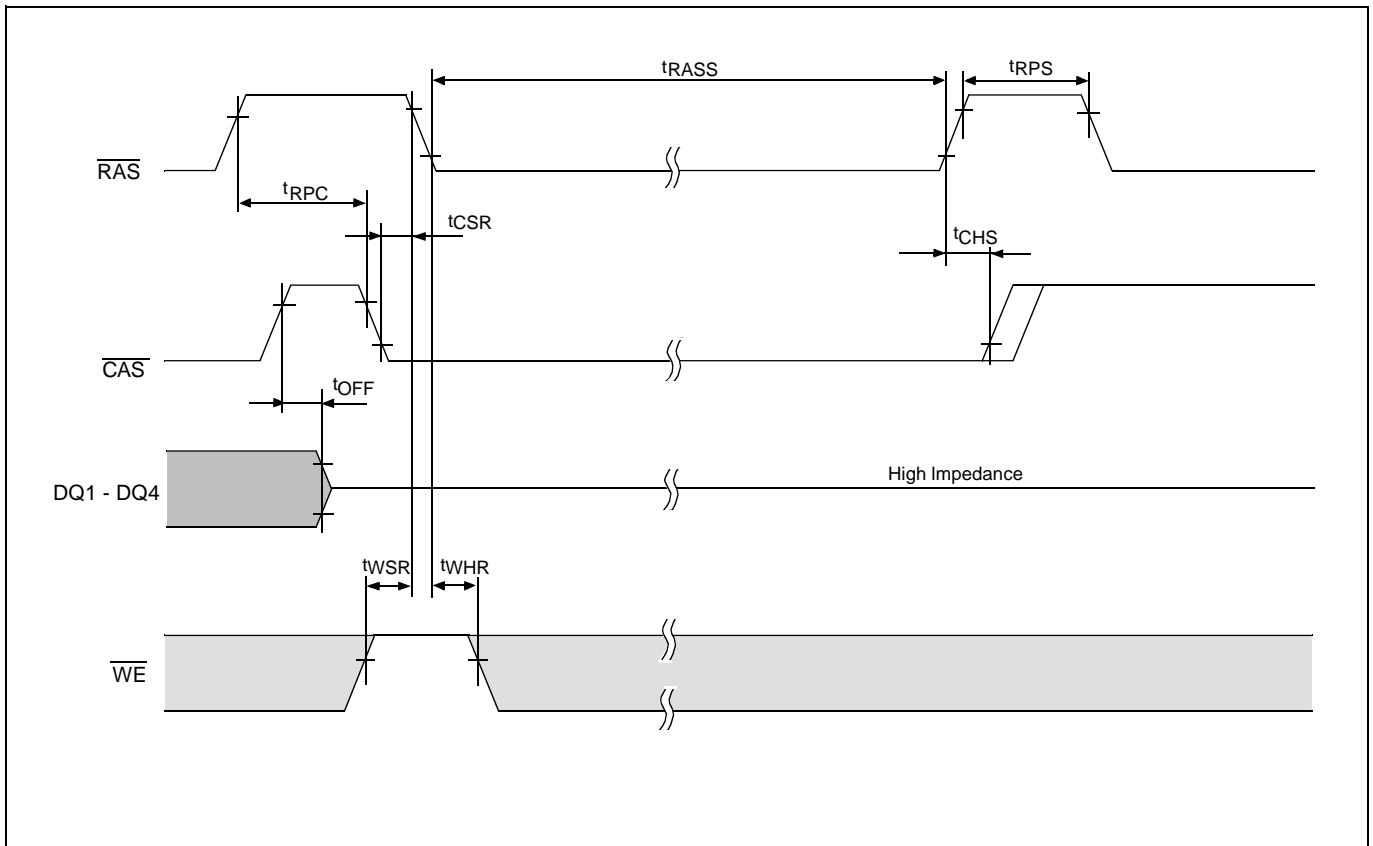 tRASS
tRPS
RAS
tRPC
tCSR
tCHS
CAS
tOFF
High Impedance
DQ1 - DQ4
tWSR
tWHR
WE